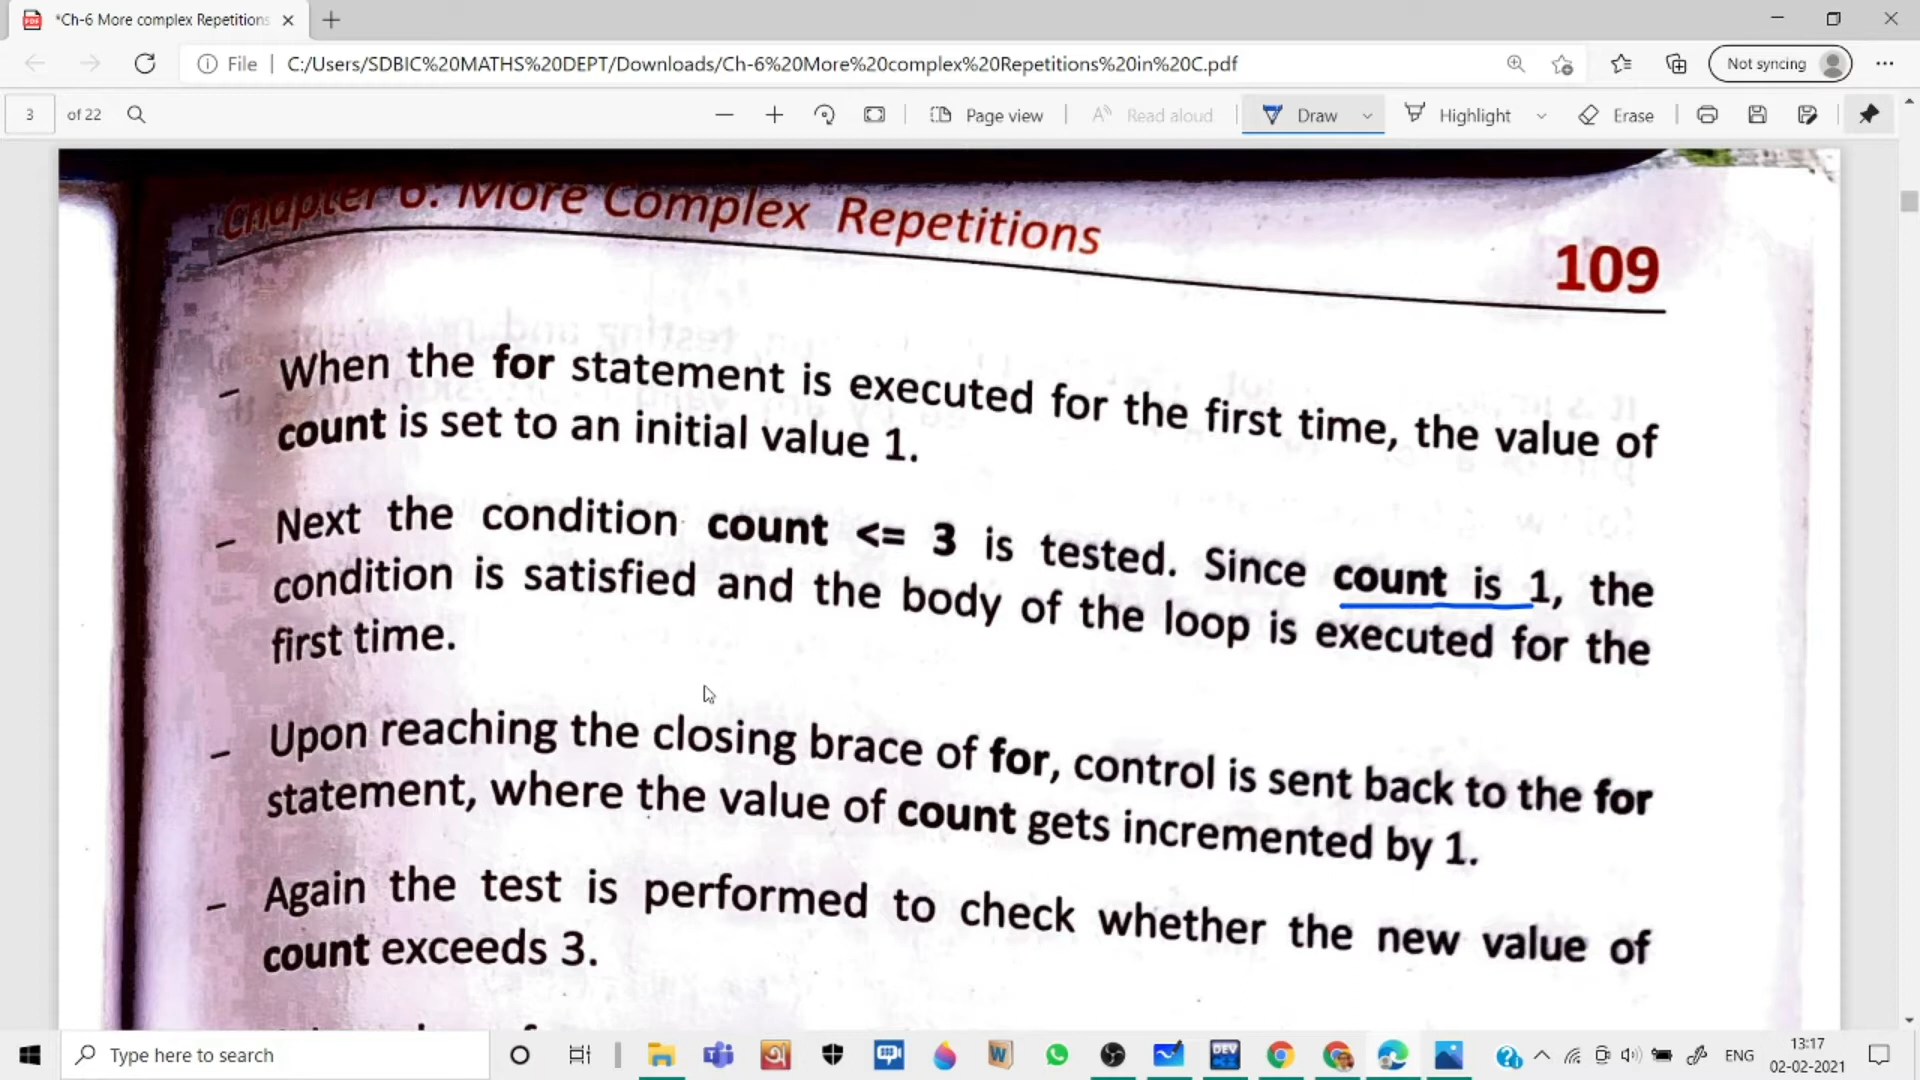 *Ch-6 More complex Repetitions
File
C:/Users/SDBIC%20MATHS%20DEPT/Downloads/Ch-6%20More%20complex%20Repetitions%20in%20C.pdf
Not syncing
3 of 22
Page view
Read aloud
Draw
Highlight
Erase
Chapter 6: More Complex Repetitions
109
- When the for statement is executed for the first time, the value of
count is set to an initial value 1.
- Next the condition count <= 3 is tested. Since count is 1, the
condition is satisfied and the body of the loop is executed for the
first time.
- Upon reaching the closing brace of for, control is sent back to the for
statement, where the value of count gets incremented by 1.
- Again the test is performed to check whether the new value of
count exceeds 3.
Type here to search
DEV
ENG
13:17
02-02-2021